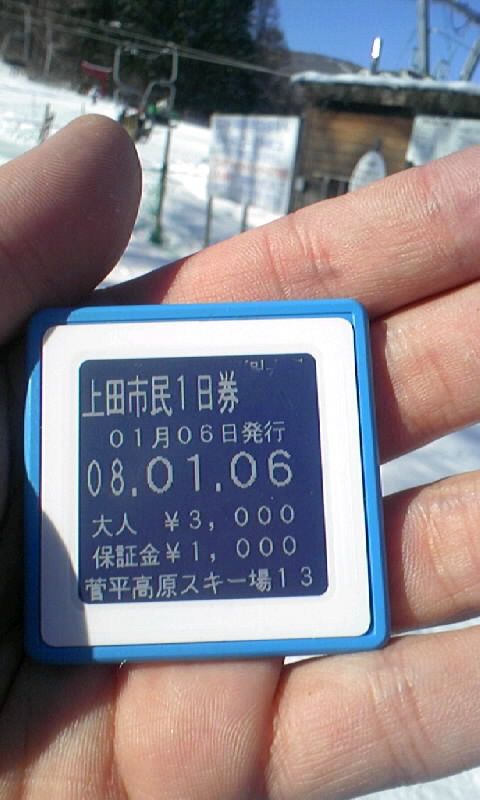 上田市民1日券
01月06日発行
08.01.06
大人 ¥3,000
保証金¥1,000
菅平高原スキー場13